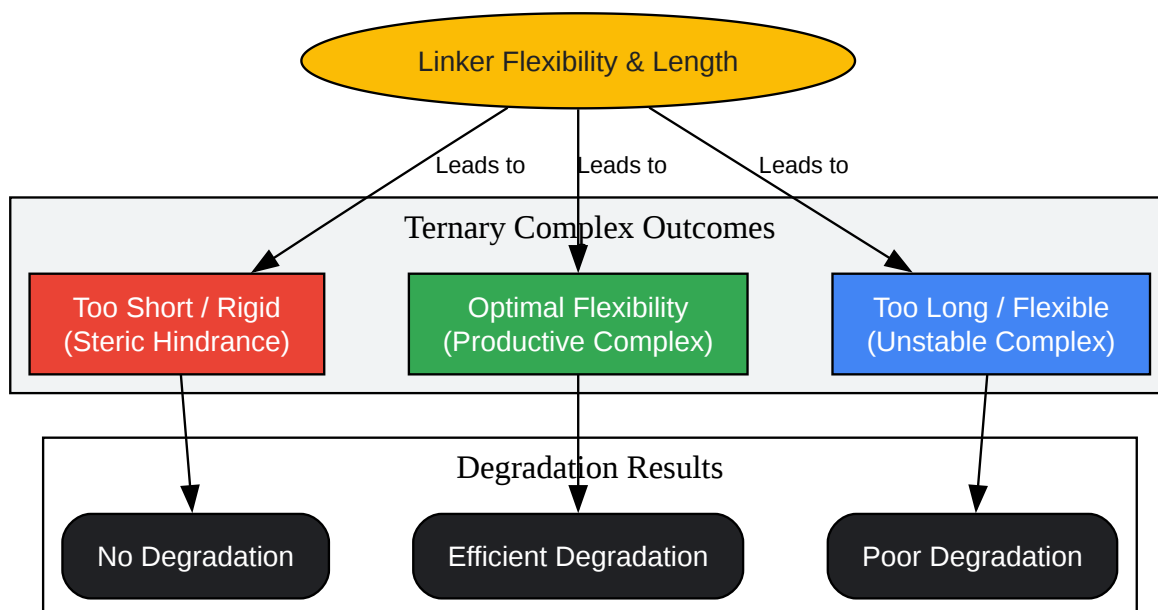 Linker Flexibility & Length
Leads to
Leads to
Leads to
Ternary Complex Outcomes
Too Short / Rigid
(Steric Hindrance)
Optimal Flexibility
(Productive Complex)
Too Long / Flexible
(Unstable Complex)
Degradation Results
No Degradation
Efficient Degradation
Poor Degradation